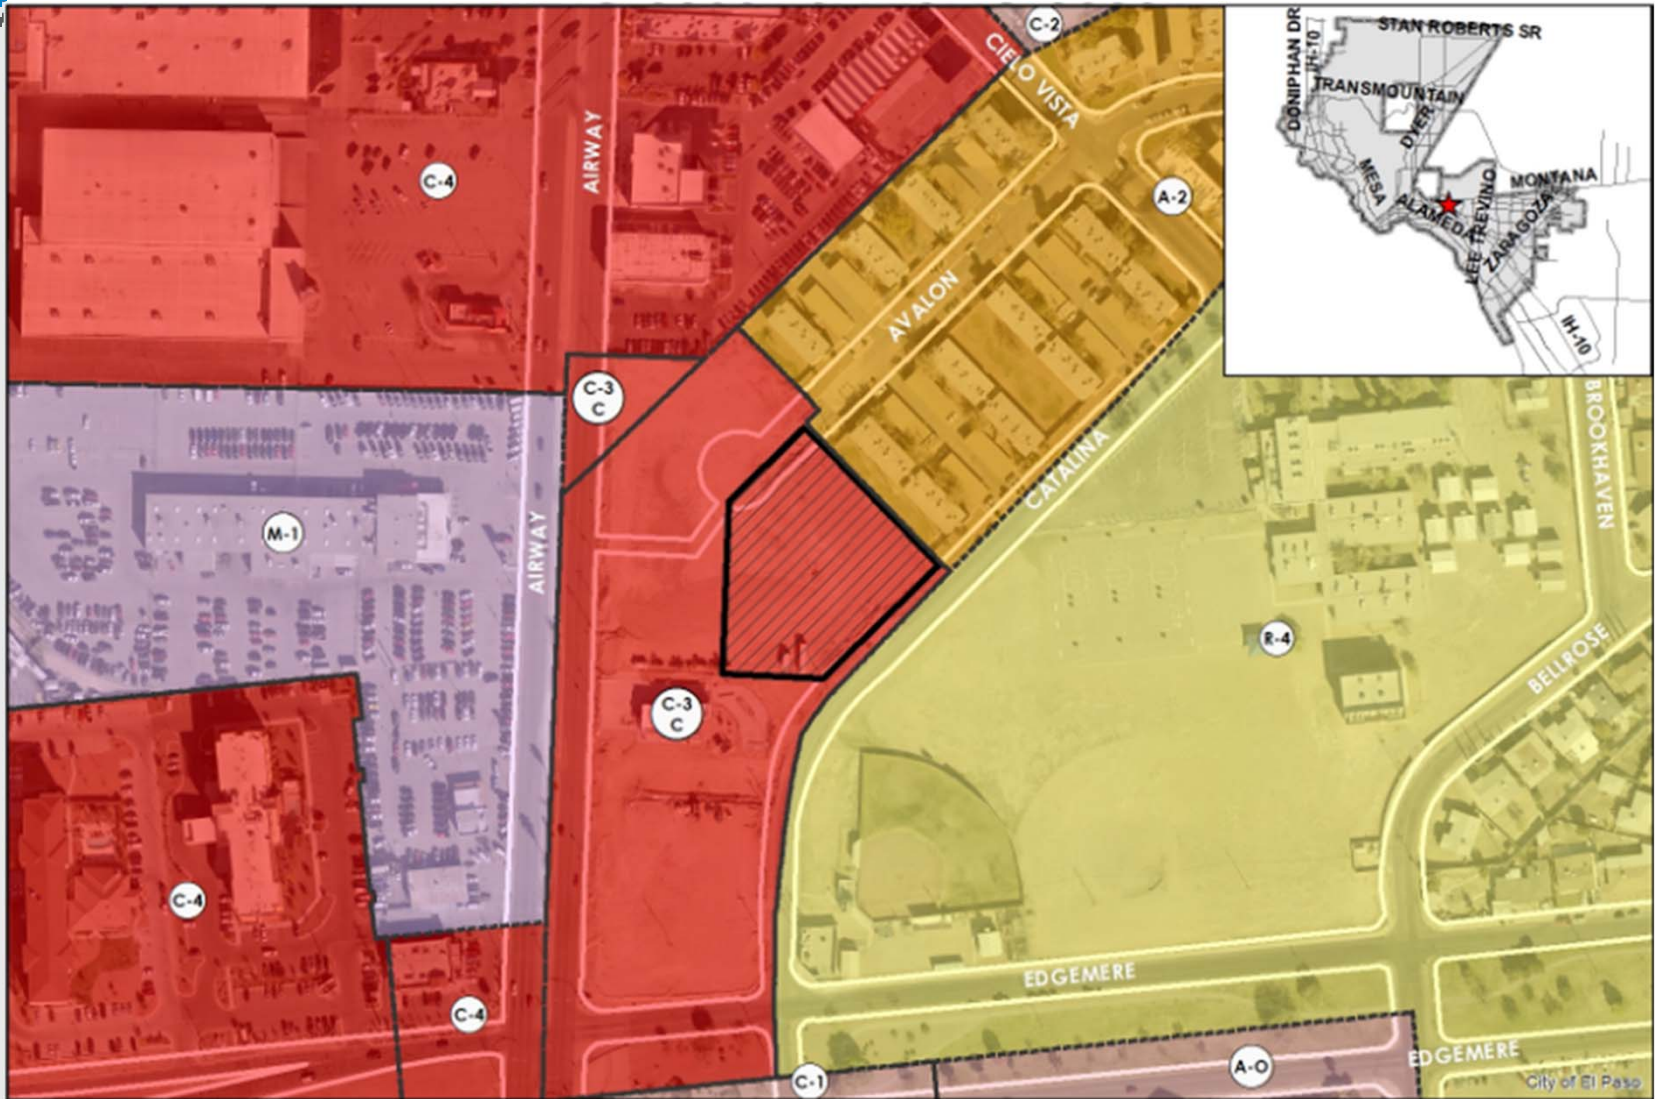 C-2
CIELO VISTA
AIRWAY
C-4
A-2
AVALON
C-3
C
CATALINA
M-1
AIRWAY
BROOKHAVEN
R-4
BELLROSE
C-3
C
C-4
EDGEMERE
C-4
EDGEMERE
A-O
C-1
City of El Paso
STAN ROBERTS SR
DONIPHAN DR
IH-10
TRANSMOUNTAIN
DYER
MESA
MONTANA
ALAMEDA
LEE TREVINO
ZARAGOZA
IH-10